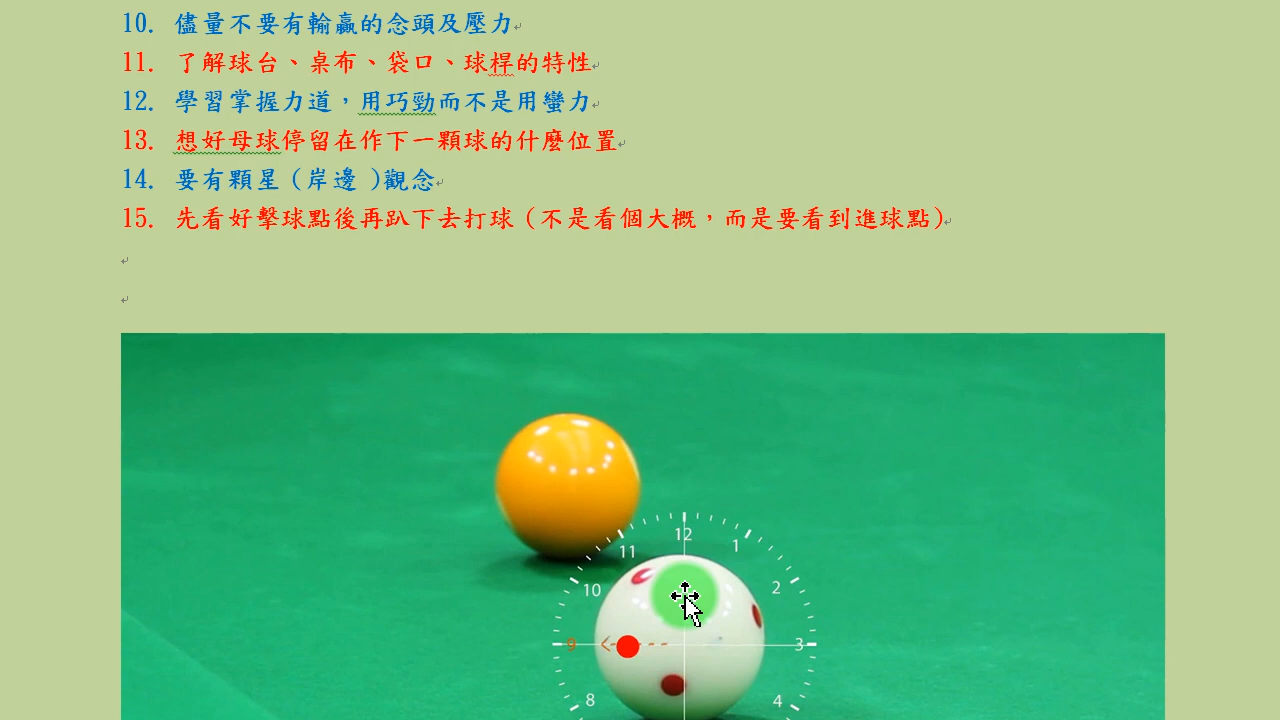 10. 儘量不要有輸贏的念頭及壓力
11. 了解球台、桌布、袋口、球桿的特性
12. 學習掌握力道，用巧勁而不是用蠻力
13. 想好母球停留在作下一顆球的什麼位置
14. 要有顆星 (岸邊 )觀念
15. 先看好擊球點後再趴下去打球 (不是看個大概，而是要看到進球點)
12
11
1
10
2
9
3
8
4